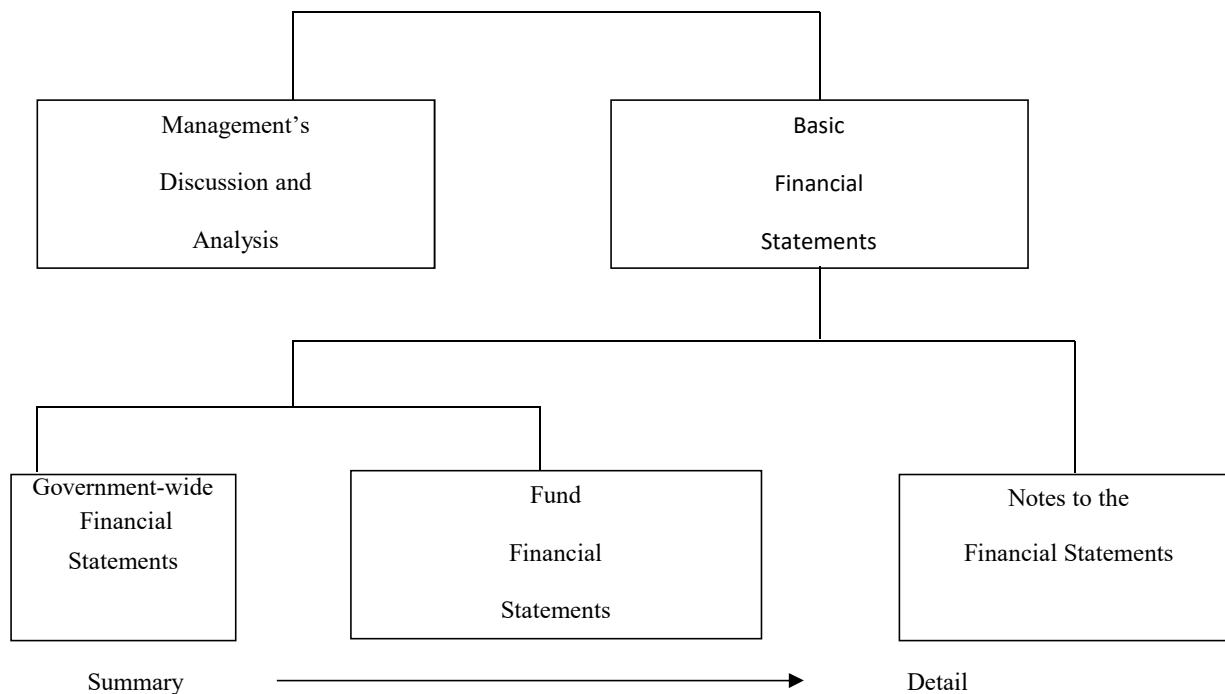 Management’s
Discussion and
Analysis
Basic
Financial
Statements
Government-wide
Financial
Statements
Fund
Financial
Statements
Notes to the
Financial Statements
Summary
Detail